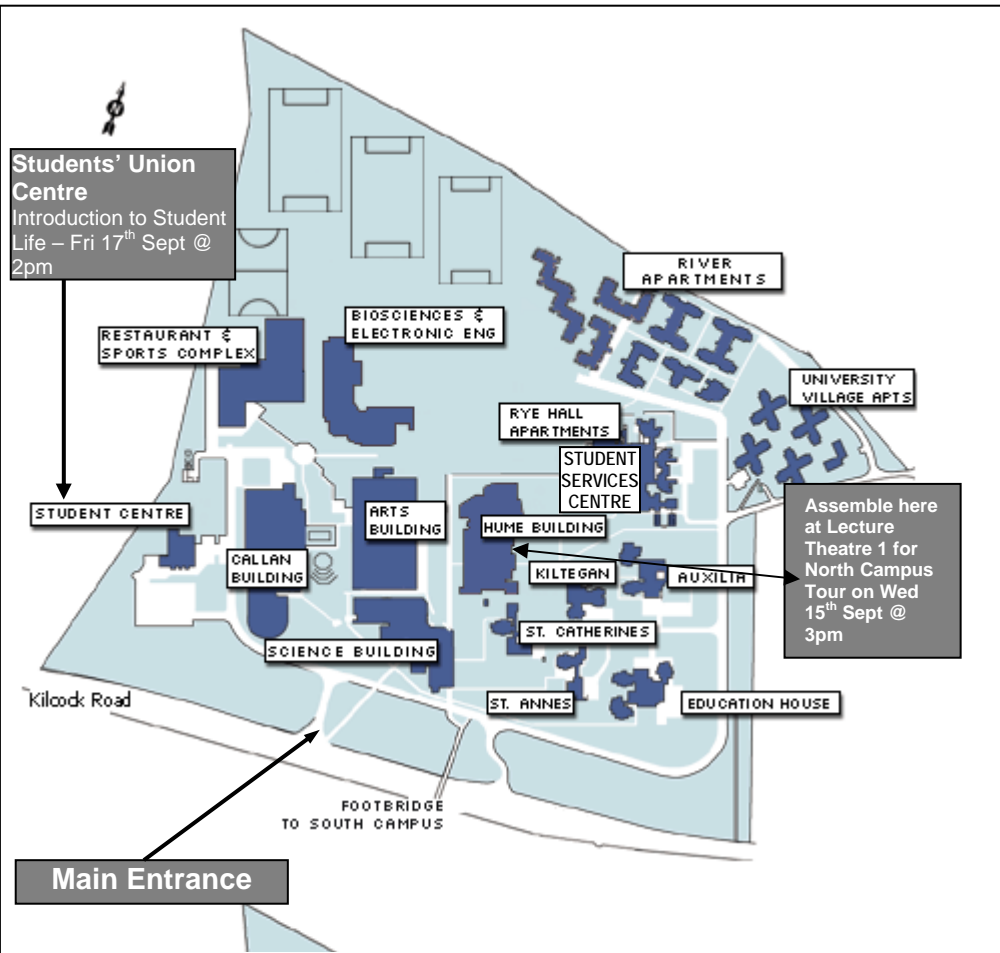 N
Students' Union
Centre
Introduction to Student
Life – Fri 17th Sept @
2pm
RIVER
APARTMENTS
BIOSCIENCES &
ELECTRONIC ENG
RESTAURANT &
SPORTS COMPLEX
UNIVERSITY
VILLAGE APTS
RYE HALL
APARTMENTS
STUDENT
SERVICES
CENTRE
STUDENT CENTRE
ARTS
BUILDING
HUME BUILDING
Assemble here
at Lecture
Theatre 1 for
North Campus
Tour on Wed
15th Sept @
3pm
CALLAN
BUILDING
KILTEGAN
AUXILIA
ST. CATHERINES
SCIENCE BUILDING
Kilcock Road
ST. ANNES
EDUCATION HOUSE
FOOTBRIDGE
TO SOUTH CAMPUS
Main Entrance